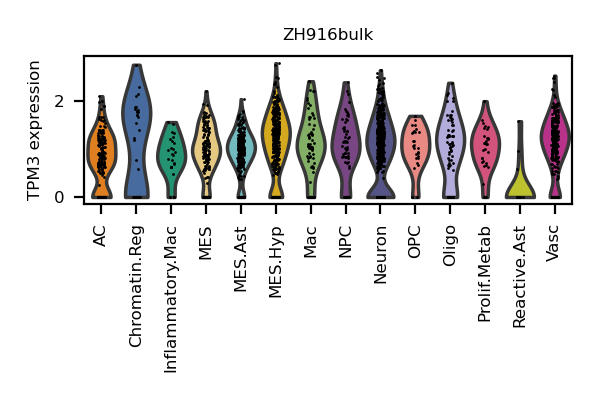 ZH916bulk
TPM3 expression
2
0
AC
Chromatin.Reg
Inflammatory.Mac
MES
MES.Ast
MES.Hyp
Mac
NPC
Neuron
OPC
Oligo
Prolif.Metab
Reactive.Ast
Vasc